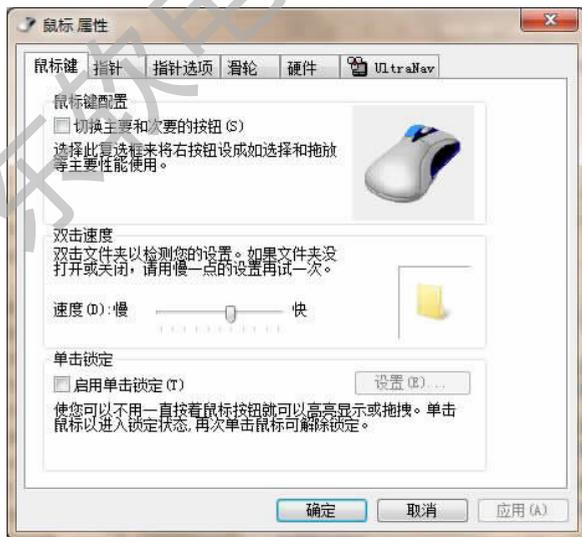 鼠标 属性
鼠标键 指针 指针选项 滑轮 硬件 UltraNav
鼠标键配置
切换主要和次要的按钮(S)
选择此复选框来将右按钮设成如选择和拖放
等主要性能使用。
双击速度
双击文件夹以检测您的设置。如果文件夹没
打开或关闭，请用慢一点的设置再试一次。
速度(D):慢 快
单击锁定
启用单击锁定(T) 设置(E)...
使您可以不用一直按着鼠标按钮就可以高亮显示或拖拽。单击
鼠标以进入锁定状态,再次单击鼠标可解除锁定。
确定 取消 应用(A)